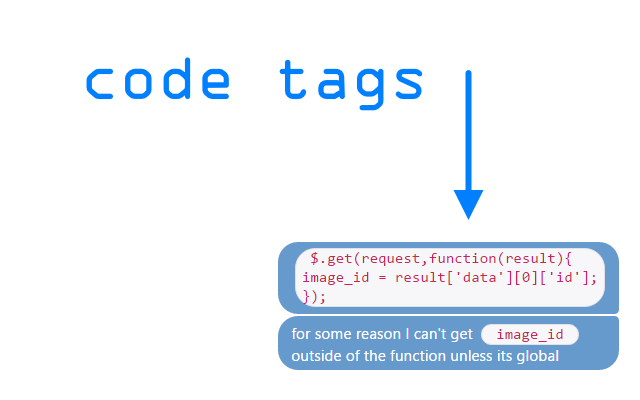 code tags
$.get(request,function(result){
image_id = result['data'][0]['id'];
});
for some reason I can't get image_id
outside of the function unless its global